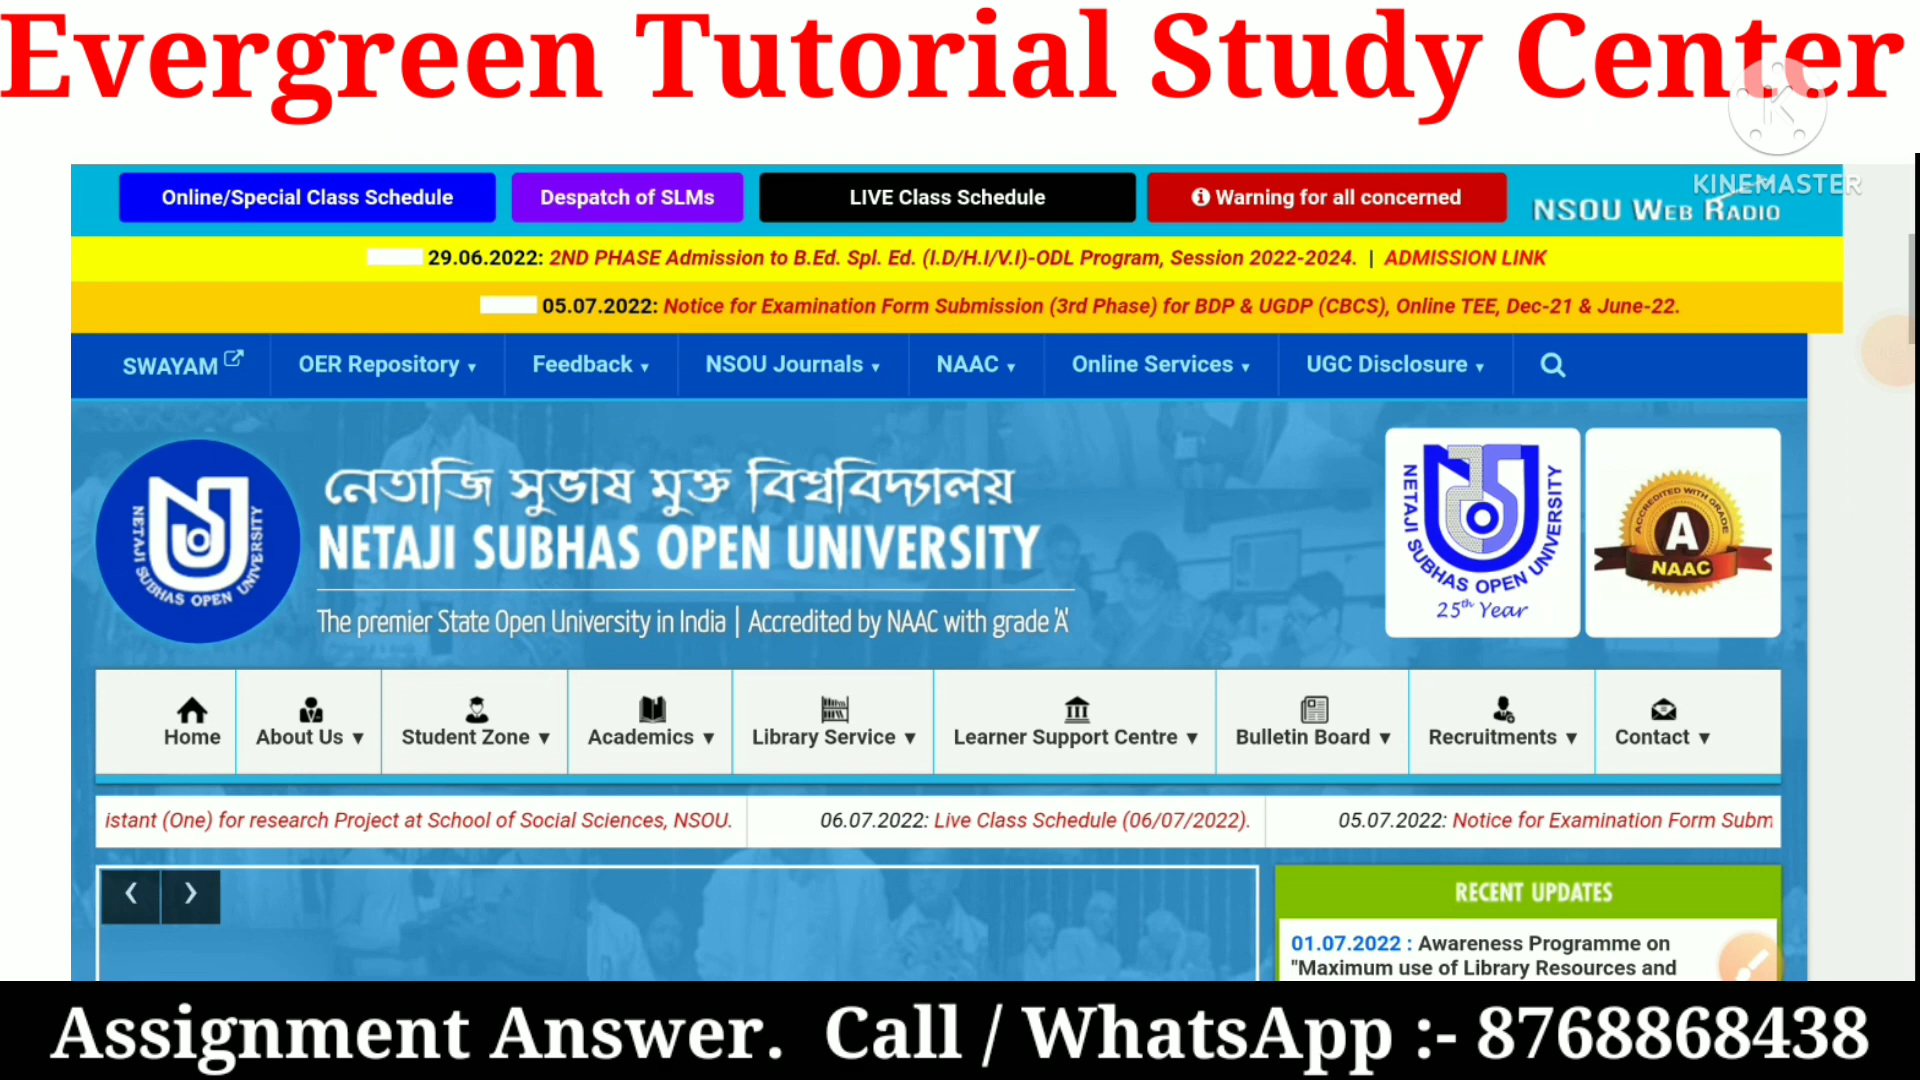 Evergreen Tutorial Study Center
KINEMASTER
Online/Special Class Schedule
Despatch of SLMs
LIVE Class Schedule
Warning for all concerned
NSOU WEB RADIO
29.06.2022: 2ND PHASE Admission to B.Ed. Spl. Ed. (I.D/H.I/V.I)-ODL Program, Session 2022-2024. | ADMISSION LINK
05.07.2022: Notice for Examination Form Submission (3rd Phase) for BDP & UGDP (CBCS), Online TEE, Dec-21 & June-22.
SWAYAM
OER Repository
Feedback
NSOU Journals
NAAC
Online Services
UGC Disclosure
NETAJI SUBHAS OPEN UNIVERSITY
নেতাজি সুভাষ মুক্ত বিশ্ববিদ্যালয়
NETAJI SUBHAS OPEN UNIVERSITY
The premier State Open University in India | Accredited by NAAC with grade 'A'
NETAJI SUBHAS OPEN UNIVERSITY
25th Year
ACCREDITED WITH GRADE
A
NAAC
Home
About Us
Student Zone
Academics
Library Service
Learner Support Centre
Bulletin Board
Recruitments
Contact
istant (One) for research Project at School of Social Sciences, NSOU.
06.07.2022: Live Class Schedule (06/07/2022).
05.07.2022: Notice for Examination Form Subm
RECENT UPDATES
01.07.2022 : Awareness Programme on
"Maximum use of Library Resources and
Assignment Answer. Call / WhatsApp :- 8768868438